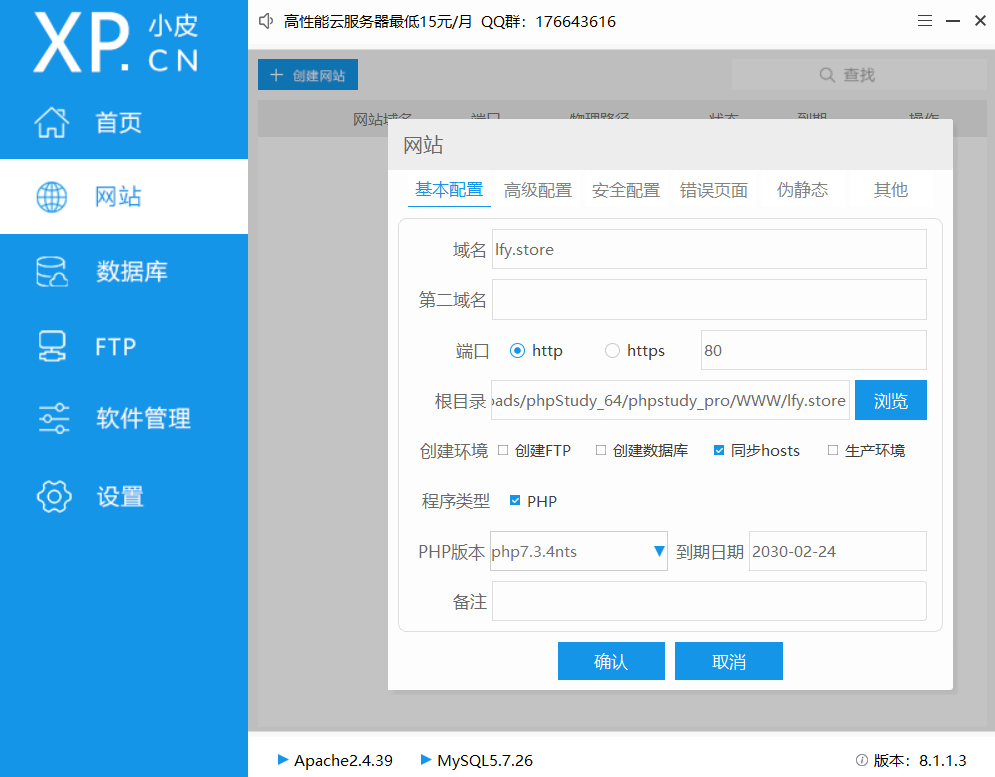 XP.CN 小皮
高性能云服务器最低15元/月 QQ群：176643616
首页
网站
数据库
FTP
软件管理
设置
创建网站
查找
网站域名 端口 物理路径 状态 到期 操作
网站
基本配置 高级配置 安全配置 错误页面 伪静态 其他
域名 lfy.store
第二域名
端口 http https 80
根目录 oads/phpStudy_64/phpstudy_pro/WWW/lfy.store 浏览
创建环境 创建FTP 创建数据库 同步hosts 生产环境
程序类型 PHP
PHP版本 php7.3.4nts 到期日期 2030-02-24
备注
确认 取消
Apache2.4.39 MySQL5.7.26 版本：8.1.1.3